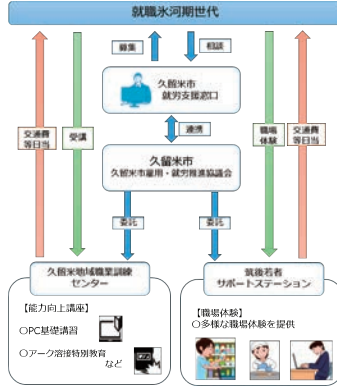 就職氷河期世代
募集
相談
久留米市
就労支援窓口
交通費
等日当
受講
連携
職場
体験
交通費
等日当
久留米市
久留米市雇用・就労推進協議会
委託
委託
久留米地域職業訓練
センター
筑後若者
サポートステーション
【能力向上講座】
○PC基礎講習
○アーク溶接特別教育
など
【職場体験】
○多様な職場体験を提供